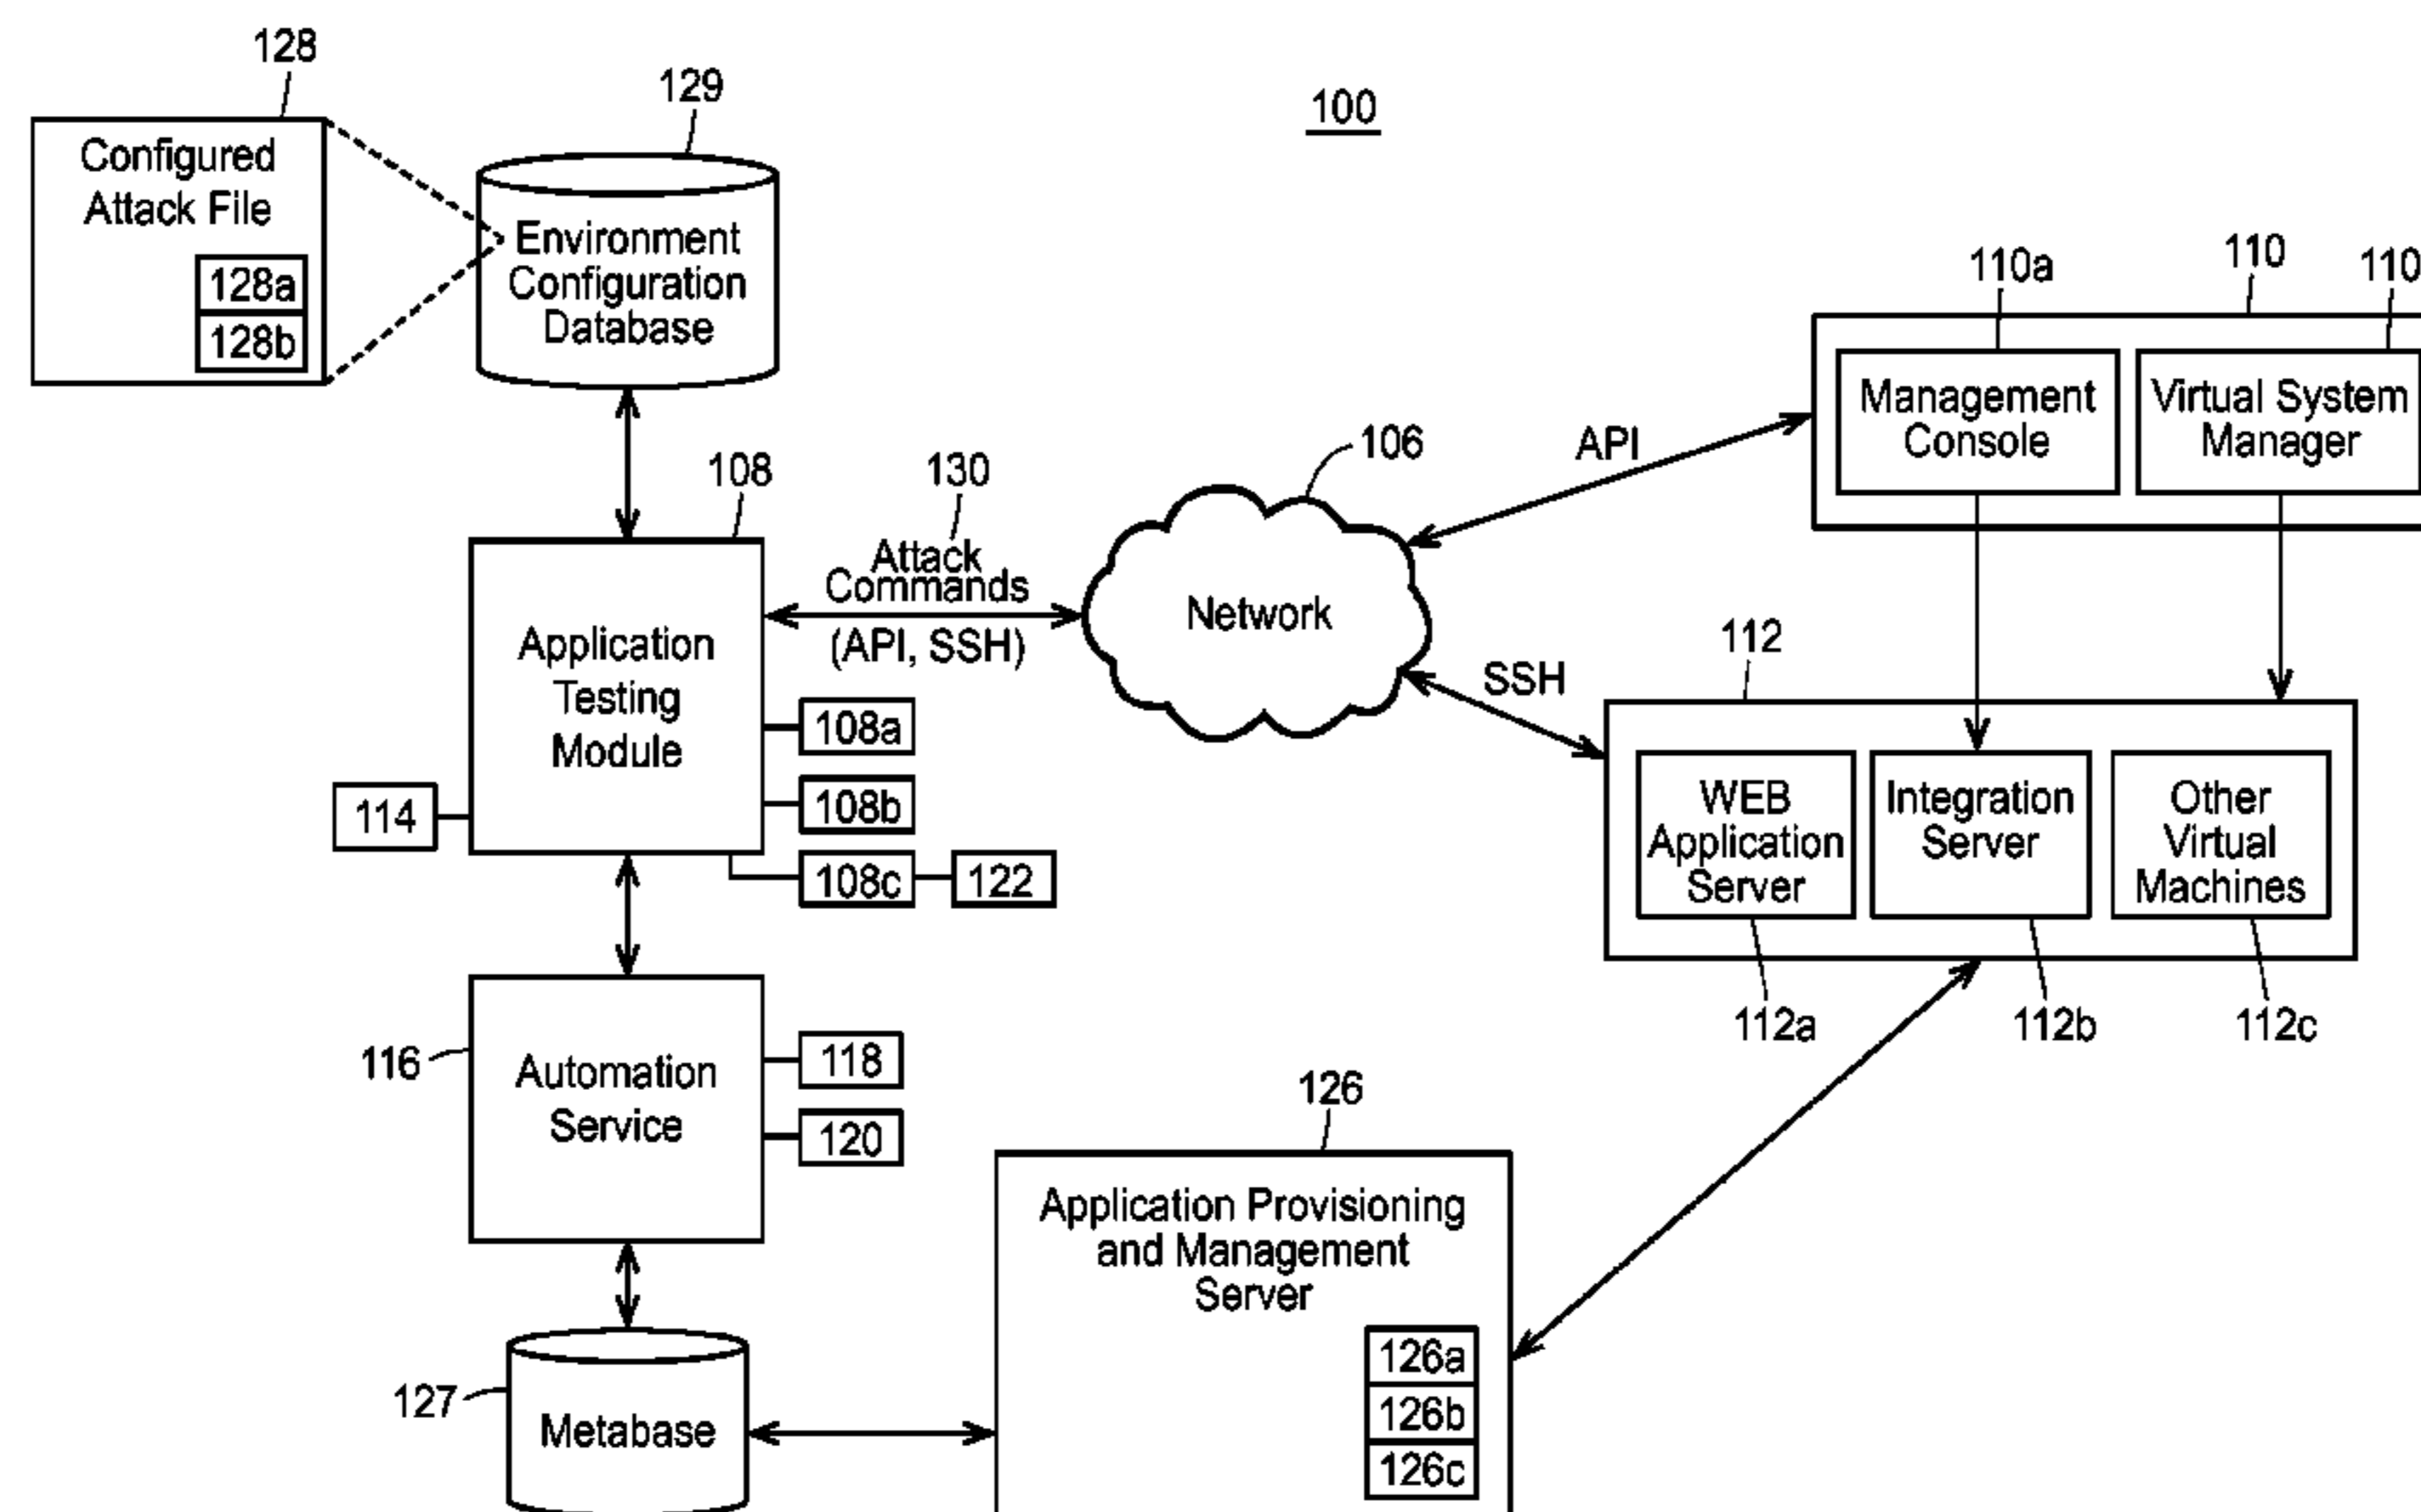 128
129
100
Configured
Attack File
128a
128b
Environment
Configuration
Database
110a
110
110
Management
Console
Virtual System
Manager
API
106
108
130
Attack
Commands
(API, SSH)
Network
Application
Testing
Module
108a
108b
108c
122
114
SSH
112
WEB
Application
Server
Integration
Server
Other
Virtual
Machines
112a
112b
112c
116
Automation
Service
118
120
126
Application Provisioning
and Management
Server
126a
126b
126c
127
Metabase